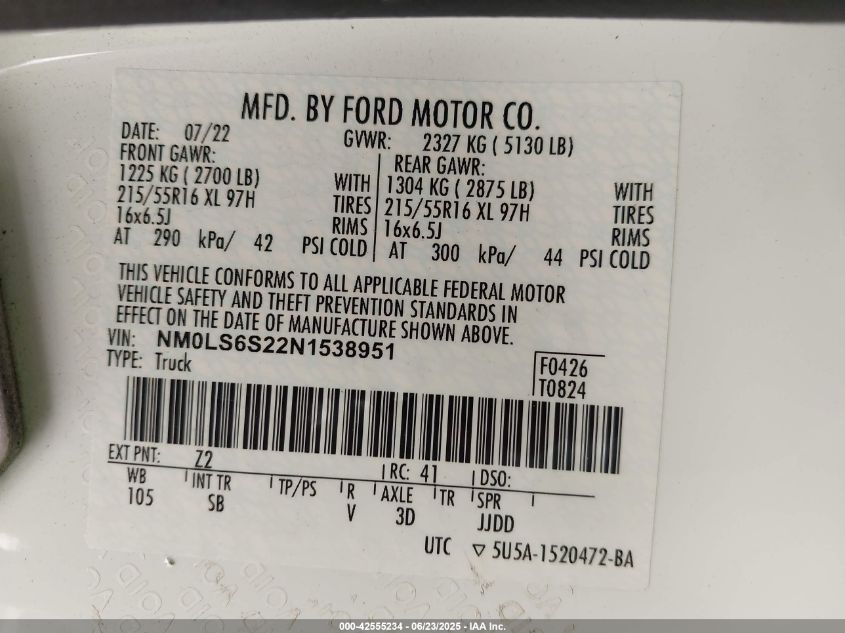 MFD. BY FORD MOTOR CO.
DATE: 07/22 GVWR: 2327 KG ( 5130 LB)
FRONT GAWR: REAR GAWR:
1225 KG ( 2700 LB) WITH 1304 KG ( 2875 LB) WITH
215/55R16 XL 97H TIRES 215/55R16 XL 97H TIRES
16x6.5J RIMS 16x6.5J RIMS
AT 290 kPa/ 42 PSI COLD AT 300 kPa/ 44 PSI COLD
THIS VEHICLE CONFORMS TO ALL APPLICABLE FEDERAL MOTOR
VEHICLE SAFETY AND THEFT PREVENTION STANDARDS IN
EFFECT ON THE DATE OF MANUFACTURE SHOWN ABOVE.
VIN: NM0LS6S22N1538951
TYPE: Truck
F0426
T0824
EXT PNT: Z2 RC: 41 DSO:
WB INT TR TP/PS R AXLE TR SPR
105 SB V 3D JJDD
UTC ▽ 5U5A-1520472-BA
VOID VOID VOID
000-42555234 - 06/23/2025 - IAA Inc.